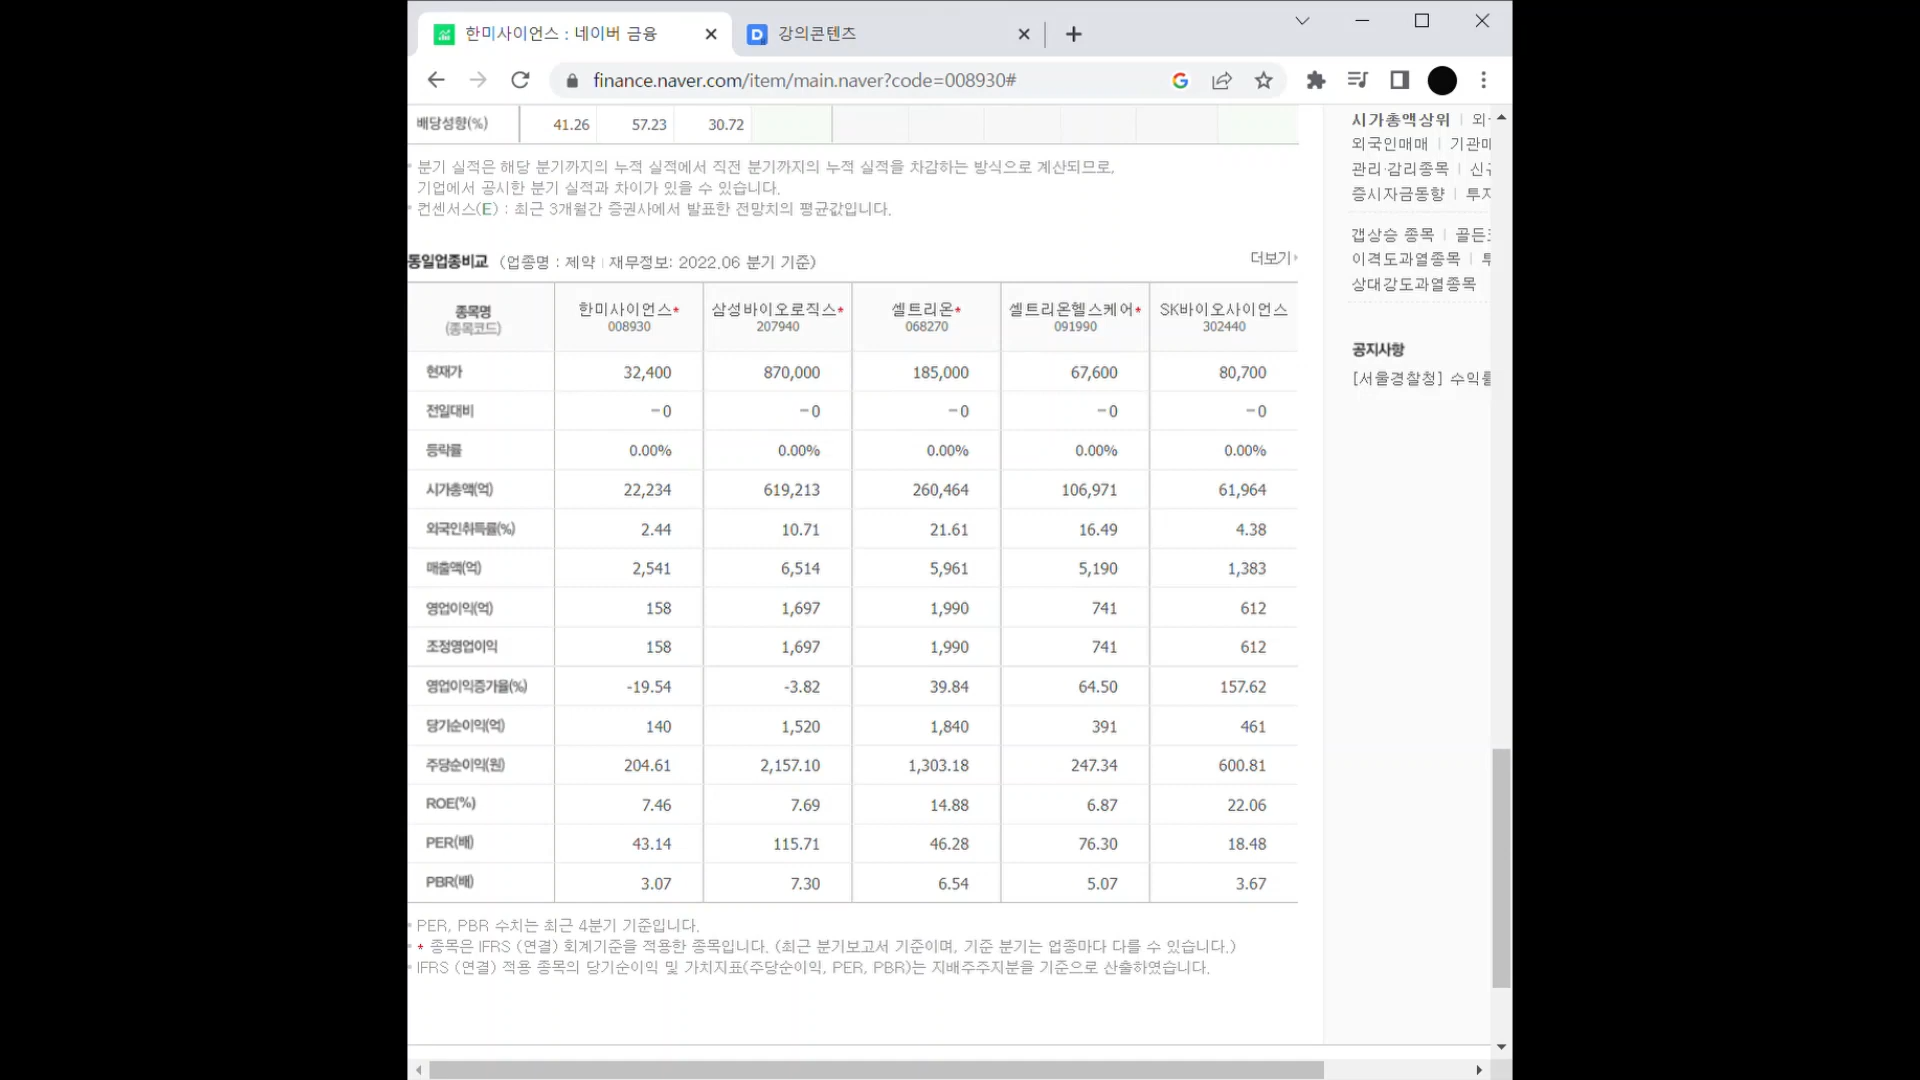 한미사이언스 : 네이버 금융
강의콘텐츠
finance.naver.com/item/main.naver?code=008930#
배당성향(%) 41.26 57.23 30.72
분기 실적은 해당 분기까지의 누적 실적에서 직전 분기까지의 누적 실적을 차감하는 방식으로 계산되므로,
기업에서 공시한 분기 실적과 차이가 있을 수 있습니다.
컨센서스(E) : 최근 3개월간 증권사에서 발표한 전망치의 평균값입니다.
동일업종비교 (업종명 : 제약 | 재무정보: 2022.06 분기 기준) 더보기
종목명 한미사이언스* 삼성바이오로직스* 셀트리온* 셀트리온헬스케어* SK바이오사이언스
(종목코드) 008930 207940 068270 091990 302440
현재가 32,400 870,000 185,000 67,600 80,700
전일대비 －0 －0 －0 －0 －0
등락률 0.00% 0.00% 0.00% 0.00% 0.00%
시가총액(억) 22,234 619,213 260,464 106,971 61,964
외국인취득률(%) 2.44 10.71 21.61 16.49 4.38
매출액(억) 2,541 6,514 5,961 5,190 1,383
영업이익(억) 158 1,697 1,990 741 612
조정영업이익 158 1,697 1,990 741 612
영업이익증가율(%) -19.54 -3.82 39.84 64.50 157.62
당기순이익(억) 140 1,520 1,840 391 461
주당순이익(원) 204.61 2,157.10 1,303.18 247.34 600.81
ROE(%) 7.46 7.69 14.88 6.87 22.06
PER(배) 43.14 115.71 46.28 76.30 18.48
PBR(배) 3.07 7.30 6.54 5.07 3.67
PER, PBR 수치는 최근 4분기 기준입니다.
* 종목은 IFRS (연결) 회계기준을 적용한 종목입니다. (최근 분기보고서 기준이며, 기준 분기는 업종마다 다를 수 있습니다.)
IFRS (연결) 적용 종목의 당기순이익 및 가치지표(주당순이익, PER, PBR)는 지배주주지분을 기준으로 산출하였습니다.
시가총액상위 | 외
외국인매매 | 기관
관리·감리종목 | 신
증시자금동향 | 투
갭상승 종목 | 골든
이격도과열종목 |
상대강도과열종목
공지사항
[서울경찰청] 수익